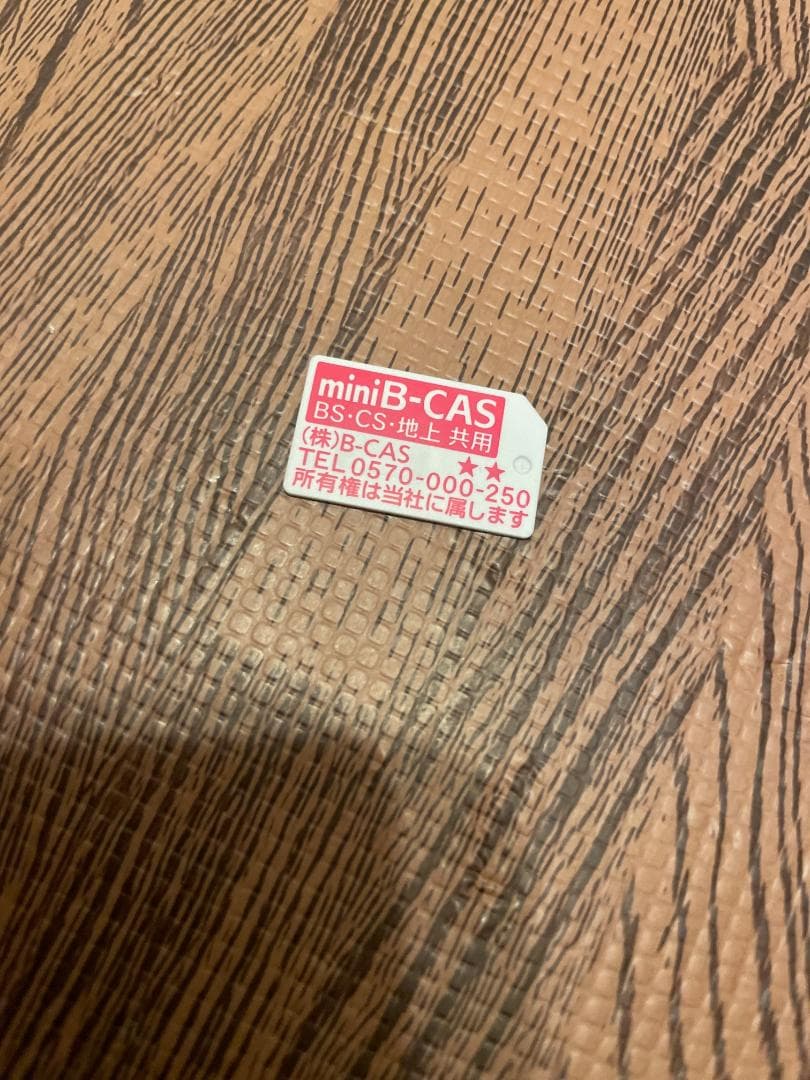 miniB-CAS
BS・CS・地上 共用
(株)B-CAS ★★
TEL 0570-000-250
所有権は当社に属します